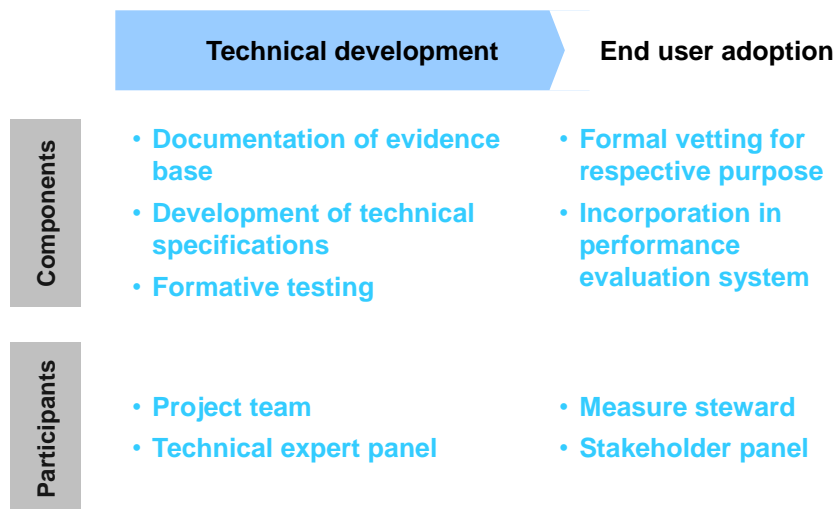 Technical development
End user adoption
Components
• Documentation of evidence
base
• Development of technical
specifications
• Formative testing
• Formal vetting for
respective purpose
• Incorporation in
performance
evaluation system
Participants
• Project team
• Technical expert panel
• Measure steward
• Stakeholder panel